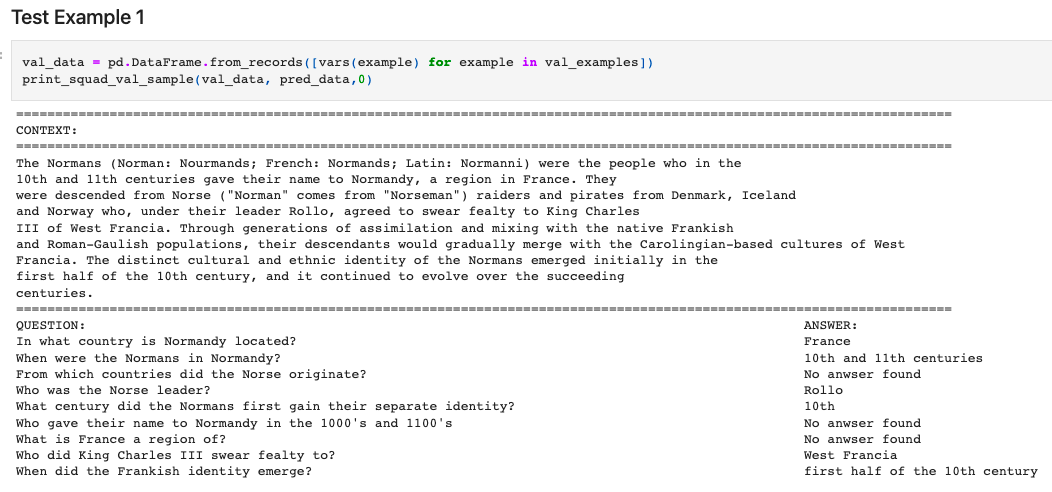 Test Example 1
val_data = pd.DataFrame.from_records([vars(example) for example in val_examples])
print_squad_val_sample(val_data, pred_data,0)
========================================================================================================================
CONTEXT:
========================================================================================================================
The Normans (Norman: Nourmands; French: Normands; Latin: Normanni) were the people who in the
10th and 11th centuries gave their name to Normandy, a region in France. They
were descended from Norse ("Norman" comes from "Norseman") raiders and pirates from Denmark, Iceland
and Norway who, under their leader Rollo, agreed to swear fealty to King Charles
III of West Francia. Through generations of assimilation and mixing with the native Frankish
and Roman-Gaulish populations, their descendants would gradually merge with the Carolingian-based cultures of West
Francia. The distinct cultural and ethnic identity of the Normans emerged initially in the
first half of the 10th century, and it continued to evolve over the succeeding
centuries.
========================================================================================================================
QUESTION: ANSWER:
In what country is Normandy located? France
When were the Normans in Normandy? 10th and 11th centuries
From which countries did the Norse originate? No anwser found
Who was the Norse leader? Rollo
What century did the Normans first gain their separate identity? 10th
Who gave their name to Normandy in the 1000's and 1100's No anwser found
What is France a region of? No anwser found
Who did King Charles III swear fealty to? West Francia
When did the Frankish identity emerge? first half of the 10th century